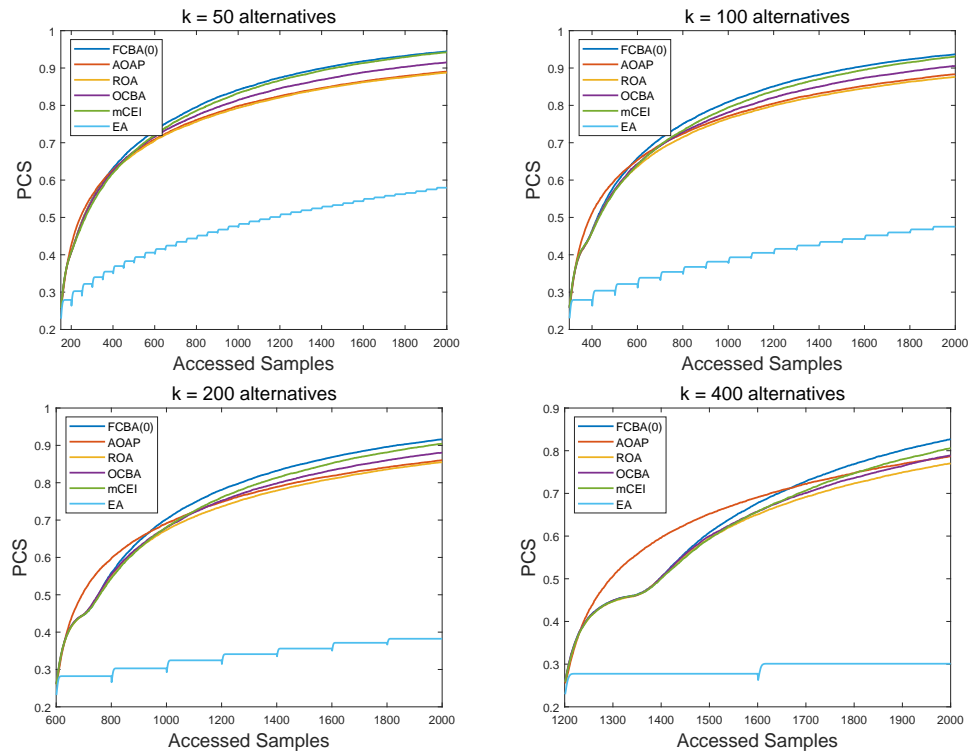 k = 50 alternatives
FCBA(0)
AOAP
ROA
OCBA
mCEI
EA
PCS
1
0.9
0.8
0.7
0.6
0.5
0.4
0.3
0.2
200 400 600 800 1000 1200 1400 1600 1800 2000
Accessed Samples
k = 100 alternatives
FCBA(0)
AOAP
ROA
OCBA
mCEI
EA
PCS
1
0.9
0.8
0.7
0.6
0.5
0.4
0.3
0.2
400 600 800 1000 1200 1400 1600 1800 2000
Accessed Samples
k = 200 alternatives
FCBA(0)
AOAP
ROA
OCBA
mCEI
EA
PCS
1
0.9
0.8
0.7
0.6
0.5
0.4
0.3
0.2
600 800 1000 1200 1400 1600 1800 2000
Accessed Samples
k = 400 alternatives
FCBA(0)
AOAP
ROA
OCBA
mCEI
EA
PCS
0.9
0.8
0.7
0.6
0.5
0.4
0.3
0.2
1200 1300 1400 1500 1600 1700 1800 1900 2000
Accessed Samples